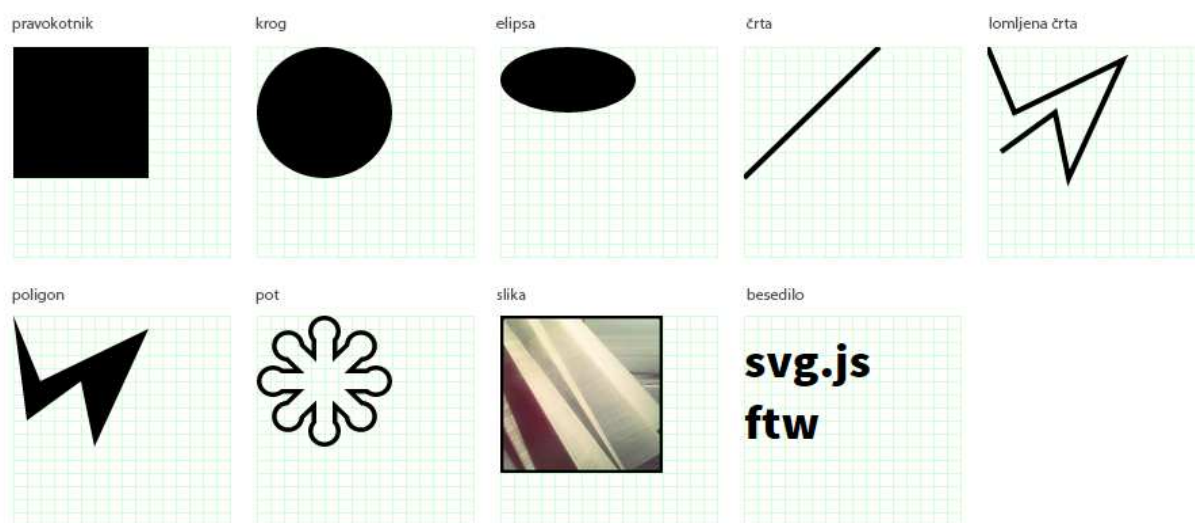 pravokotnik
krog
elipsa
črta
lomljena črta
poligon
pot
slika
besedilo
svg.js
ftw